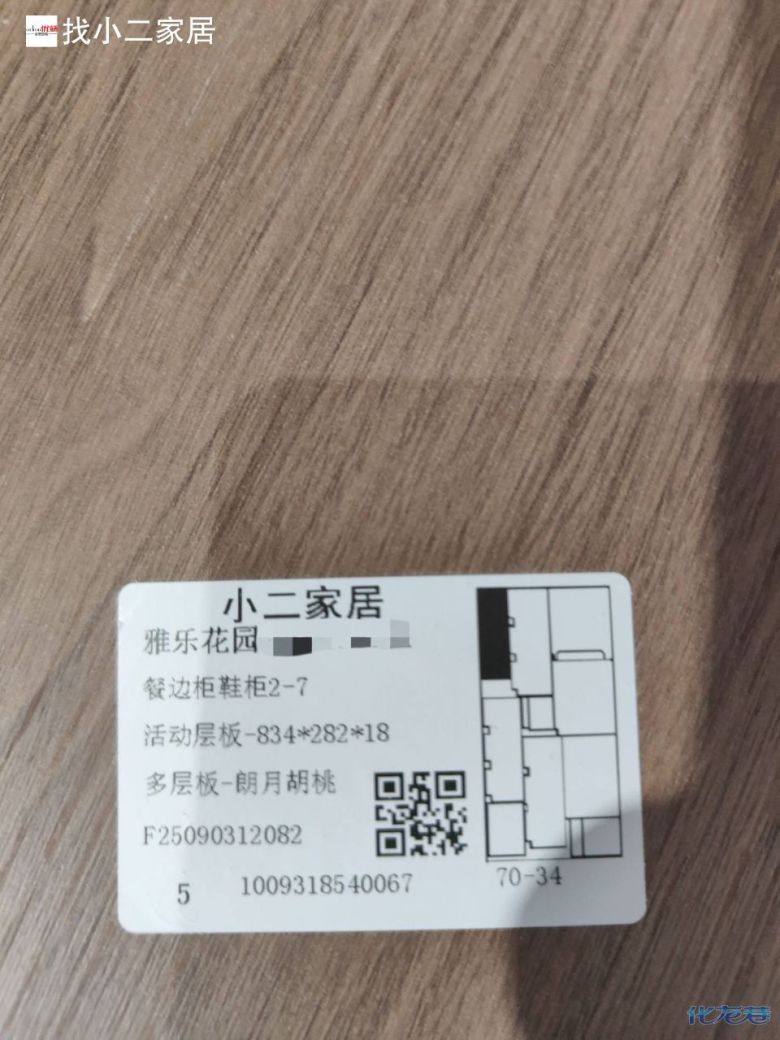 找小二家居
小二家居
雅乐花园
餐边柜鞋柜2-7
活动层板-834*282*18
多层板-朗月胡桃
F25090312082
5
1009318540067
70-34
化龙巷